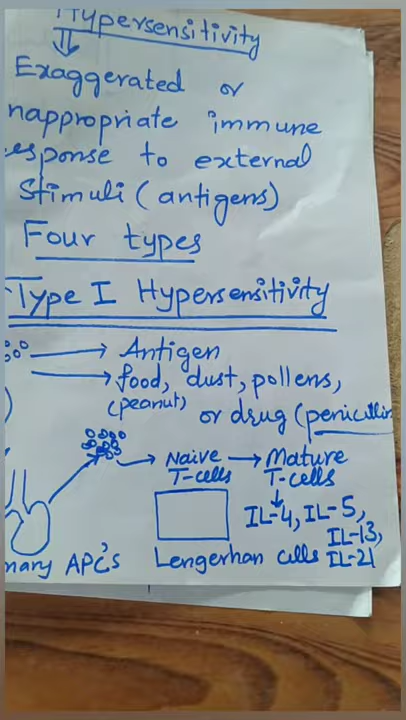 Hypersensitivity
Exaggerated or
nappropriate immune
esponse to external
Stimuli (antigens)
Four types
Type I Hypersensitivity
Antigen
food, dust, pollens,
(peanut) or drug (penicillin
Naive Mature
T-cells T-cells
IL-4, IL-5,
IL-13,
nary APC's Lengerhan cells IL-21